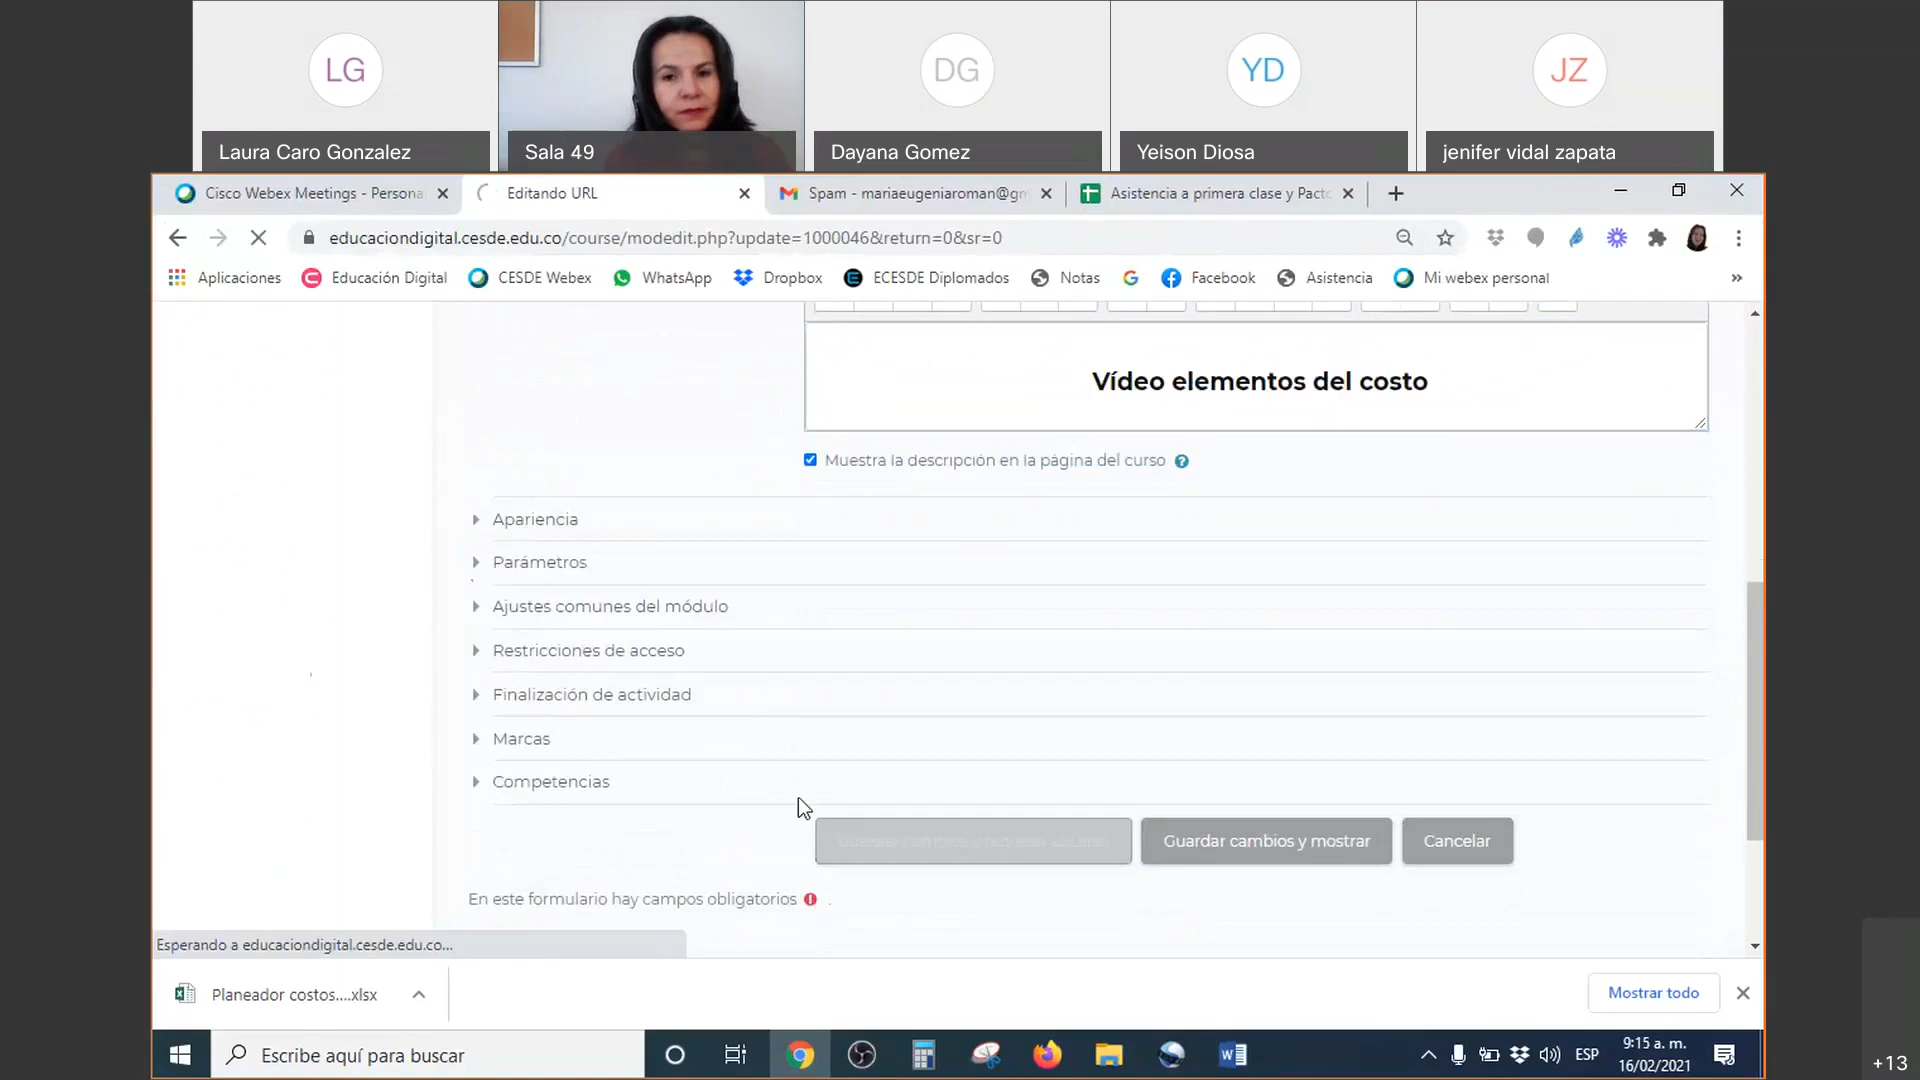 LG
DG
YD
JZ
Laura Caro Gonzalez
Sala 49
Dayana Gomez
Yeison Diosa
jenifer vidal zapata
Cisco Webex Meetings - Persona
Editando URL
Spam - mariaeugeniaroman@gm
Asistencia a primera clase y Pacto
educaciondigital.cesde.edu.co/course/modedit.php?update=1000046&return=0&sr=0
Aplicaciones
Educación Digital
CESDE Webex
WhatsApp
Dropbox
ECESDE Diplomados
Notas
Facebook
Asistencia
Mi webex personal
»
Vídeo elementos del costo
Muestra la descripción en la página del curso
Apariencia
Parámetros
Ajustes comunes del módulo
Restricciones de acceso
Finalización de actividad
Marcas
Competencias
Guardar cambios y mostrar
Cancelar
En este formulario hay campos obligatorios
.
Esperando a educaciondigital.cesde.edu.co...
Planeador costos....xlsx
Mostrar todo
Escribe aquí para buscar
ESP
9:15 a. m.
16/02/2021
+13